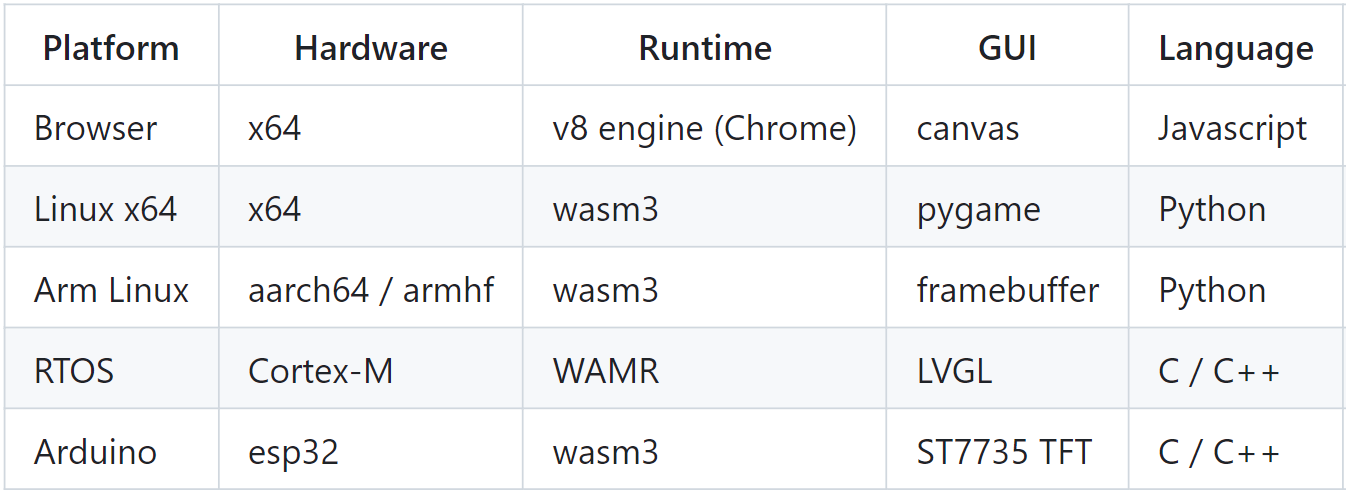 Platform Hardware Runtime GUI Language
Browser x64 v8 engine (Chrome) canvas Javascript
Linux x64 x64 wasm3 pygame Python
Arm Linux aarch64 / armhf wasm3 framebuffer Python
RTOS Cortex-M WAMR LVGL C / C++
Arduino esp32 wasm3 ST7735 TFT C / C++